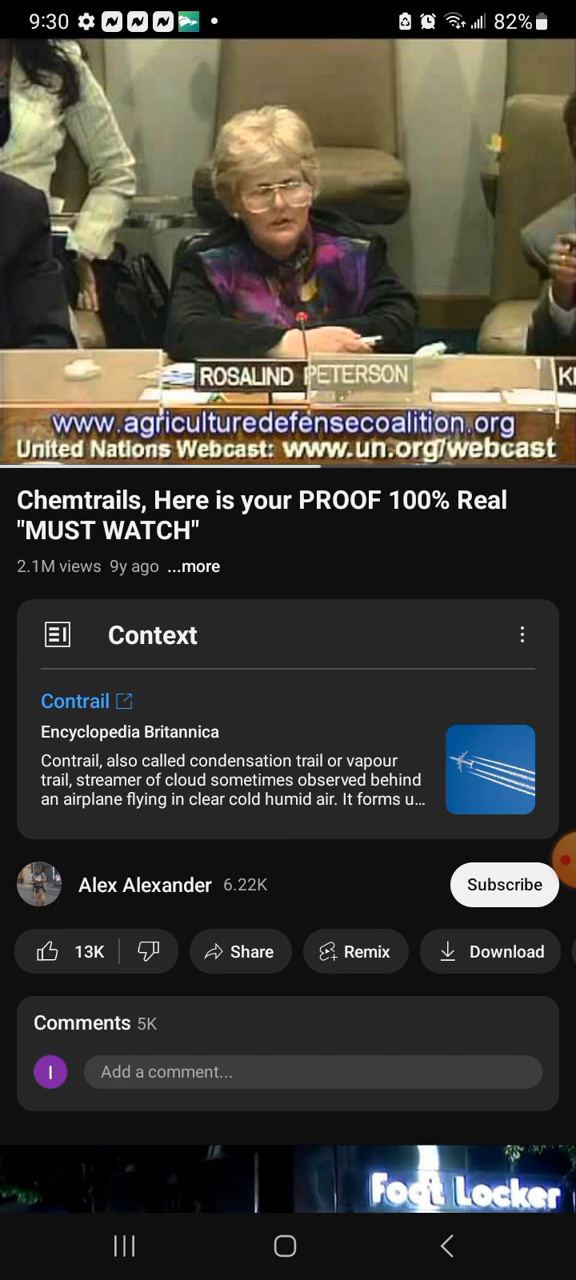 9:30
82%
ROSALIND PETERSON
KI
www.agriculturedefensecoalition.org
United Nations Webcast: www.un.org/webcast
Chemtrails, Here is your PROOF 100% Real
"MUST WATCH"
2.1M views 9y ago ...more
Context
Contrail
Encyclopedia Britannica
Contrail, also called condensation trail or vapour
trail, streamer of cloud sometimes observed behind
an airplane flying in clear cold humid air. It forms u...
Alex Alexander 6.22K
Subscribe
13K
Share
Remix
Download
Comments 5K
I
Add a comment...
Foot Locker